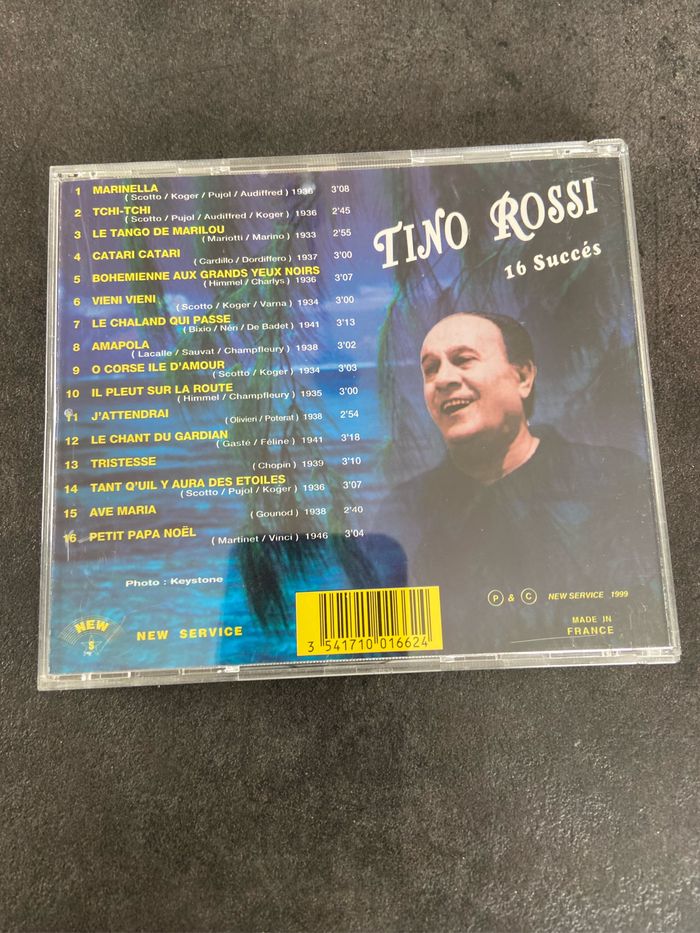 TINO ROSSI
16 Succés
1 MARINELLA 3'08
( Scotto / Koger / Pujol / Audiffred ) 1936
2 TCHI-TCHI 2'45
( Scotto / Pujol / Audiffred / Koger ) 1936
3 LE TANGO DE MARILOU 2'55
( Mariotti / Marino ) 1933
4 CATARI CATARI 3'00
( Cardillo / Dordiffero ) 1937
5 BOHEMIENNE AUX GRANDS YEUX NOIRS 3'07
( Himmel / Charlys ) 1936
6 VIENI VIENI 3'00
( Scotto / Koger / Varna ) 1934
7 LE CHALAND QUI PASSE 3'13
( Bixio / Néri / De Badet ) 1941
8 AMAPOLA 3'02
( Lacalle / Sauvat / Champfleury ) 1938
9 O CORSE ILE D'AMOUR 3'03
( Scotto / Koger ) 1934
10 IL PLEUT SUR LA ROUTE 3'00
( Himmel / Champfleury ) 1935
11 J'ATTENDRAI 2'54
( Olivieri / Poterat ) 1938
12 LE CHANT DU GARDIAN 3'18
( Gasté / Féline ) 1941
13 TRISTESSE 3'10
( Chopin ) 1939
14 TANT QU'UIL Y AURA DES ETOILES 3'07
( Scotto / Pujol / Koger ) 1936
15 AVE MARIA 2'40
( Gounod ) 1938
16 PETIT PAPA NOËL 3'04
( Martinet / Vinci ) 1946
Photo : Keystone
NEW
S
NEW SERVICE
3 541710 016624
P & C NEW SERVICE 1999
MADE IN
FRANCE